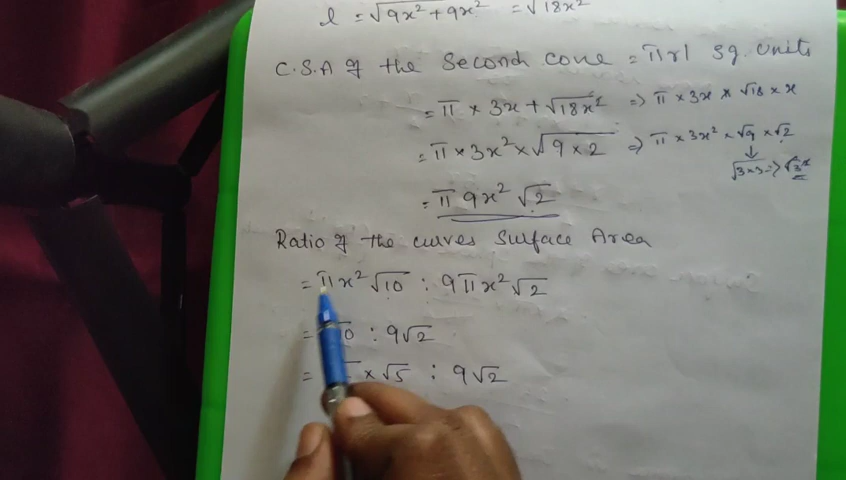 l = √9x² + 9x² = √18x²
C.S.A of the Second cone = πrl Sq. Units
= π × 3x + √18x² => π × 3x × √18 × x
= π × 3x² × √9 × 2 => π × 3x² × √9 × √2
√3×3 => √3²
= π 9x² √2
Ratio of the curves Surface Area
= πx² √10 : 9πx² √2
= 0 : 9√2
= × √5 : 9√2